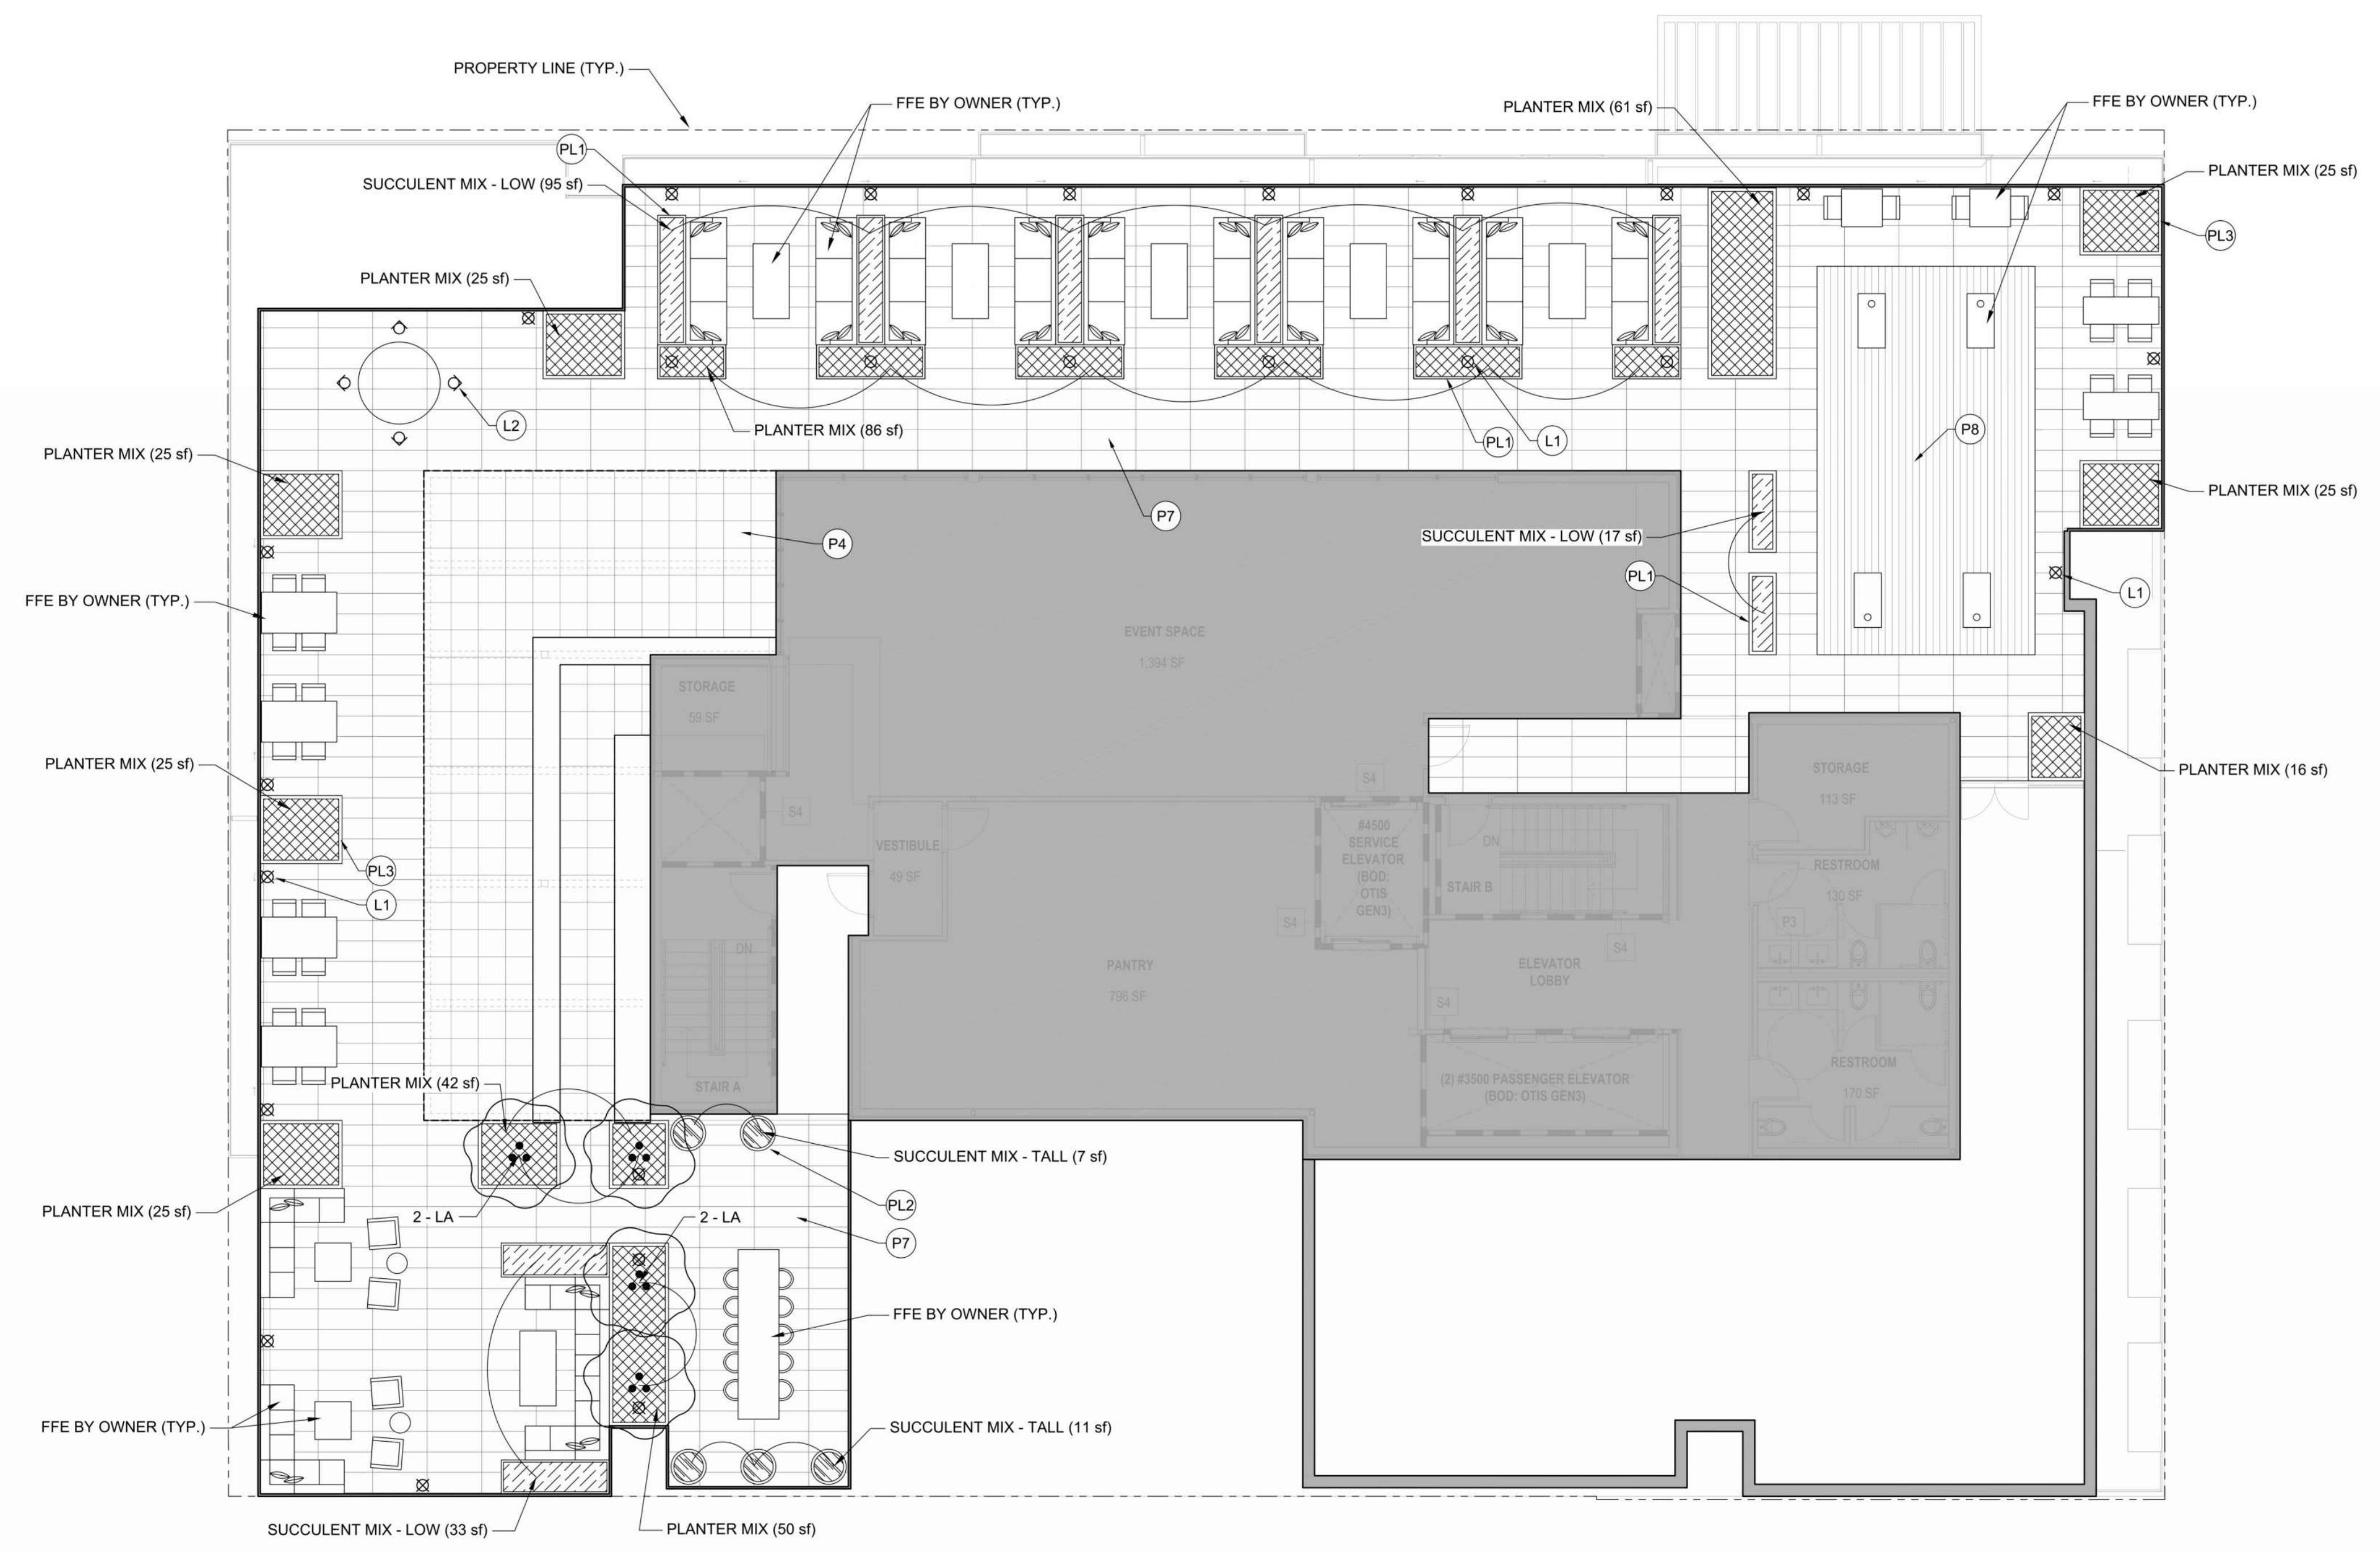 PROPERTY LINE (TYP.)
FFE BY OWNER (TYP.)
PLANTER MIX (61 sf)
FFE BY OWNER (TYP.)
PL1
SUCCULENT MIX - LOW (95 sf)
PLANTER MIX (25 sf)
PL3
PLANTER MIX (25 sf)
L2
PLANTER MIX (86 sf)
PL1
L1
P8
PLANTER MIX (25 sf)
PLANTER MIX (25 sf)
P7
P4
SUCCULENT MIX - LOW (17 sf)
PL1
L1
FFE BY OWNER (TYP.)
EVENT SPACE
1,394 SF
STORAGE
59 SF
PLANTER MIX (25 sf)
PLANTER MIX (16 sf)
STORAGE
113 SF
S4
S4
VESTIBULE
49 SF
#4500
SERVICE
ELEVATOR
(BOD:
OTIS
GEN3)
DN
STAIR B
RESTROOM
130 SF
P3
PL3
L1
S4
S4
DN
PANTRY
796 SF
ELEVATOR
LOBBY
S4
STAIR A
(2) #3500 PASSENGER ELEVATOR
(BOD: OTIS GEN3)
RESTROOM
170 SF
PLANTER MIX (42 sf)
SUCCULENT MIX - TALL (7 sf)
PL2
PLANTER MIX (25 sf)
2 - LA
2 - LA
P7
FFE BY OWNER (TYP.)
FFE BY OWNER (TYP.)
SUCCULENT MIX - TALL (11 sf)
SUCCULENT MIX - LOW (33 sf)
PLANTER MIX (50 sf)